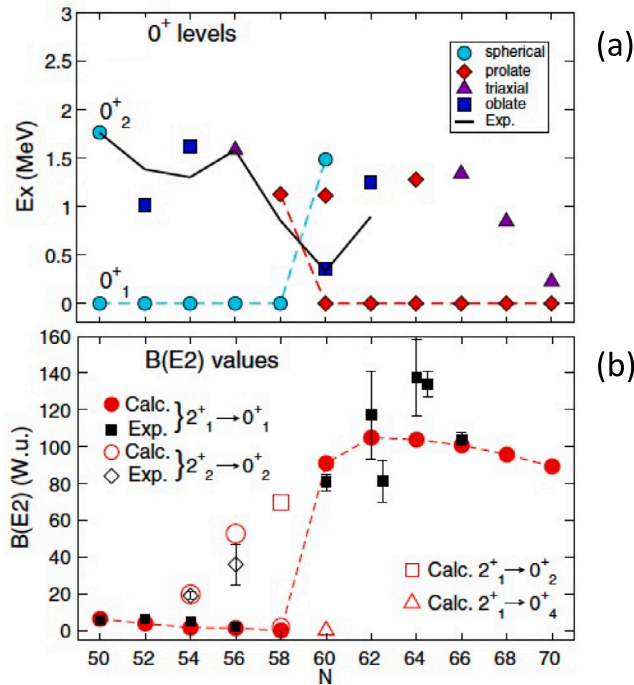 3
2.5
2
1.5
1
0.5
0
Ex (MeV)
0⁺ levels
(a)
spherical
prolate
triaxial
oblate
Exp.
0⁺₂
0⁺₁
160
140
120
100
80
60
40
20
0
B(E2) (W.u.)
B(E2) values
(b)
Calc.
Exp. } 2⁺₁→0⁺₁
Calc.
Exp. } 2⁺₂→0⁺₂
Calc. 2⁺₁→0⁺₂
Calc. 2⁺₁→0⁺₄
50 52 54 56 58 60 62 64 66 68 70
N